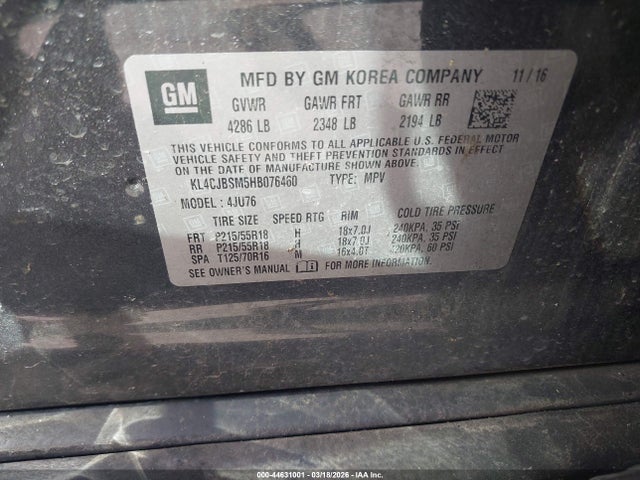 GM MFD BY GM KOREA COMPANY 11/16
GVWR GAWR FRT GAWR RR
4286 LB 2348 LB 2194 LB
THIS VEHICLE CONFORMS TO ALL APPLICABLE U.S. FEDERAL MOTOR
VEHICLE SAFETY AND THEFT PREVENTION STANDARDS IN EFFECT
ON THE DATE OF MANUFACTURE SHOWN ABOVE.
KL4CJBSM5HB076460 TYPE: MPV
MODEL: 4JU76
TIRE SIZE SPEED RTG RIM COLD TIRE PRESSURE
FRT P215/55R18 H 18x7.0J 240KPA, 35 PSI
RR P215/55R18 H 18x7.0J 240KPA, 35 PSI
SPA T125/70R16 M 16x4.0T 420KPA, 60 PSI
SEE OWNER'S MANUAL FOR MORE INFORMATION
000-44631001 - 03/18/2026 - IAA Inc.